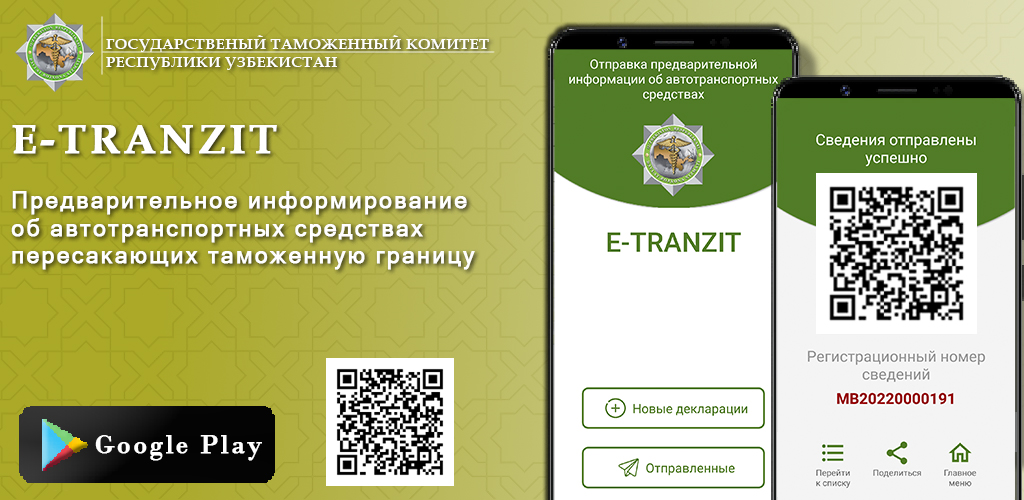 ГОСУДАРСТВЕНЫЙ ТАМОЖЕННЫЙ КОМИТЕТ
РЕСПУБЛИКИ УЗБЕКИСТАН
E-TRANZIT
Предварительное информирование
об автотранспортных средствах
пересакающих таможенную границу
Google Play
Отправка предварительной
информации об автотранспортных
средствах
E-TRANZIT
Новые декларации
Отправленные
Сведения отправлены
успешно
Регистрационный номер
сведений
MB20220000191
Перейти
к списку
Поделиться
Главное
меню